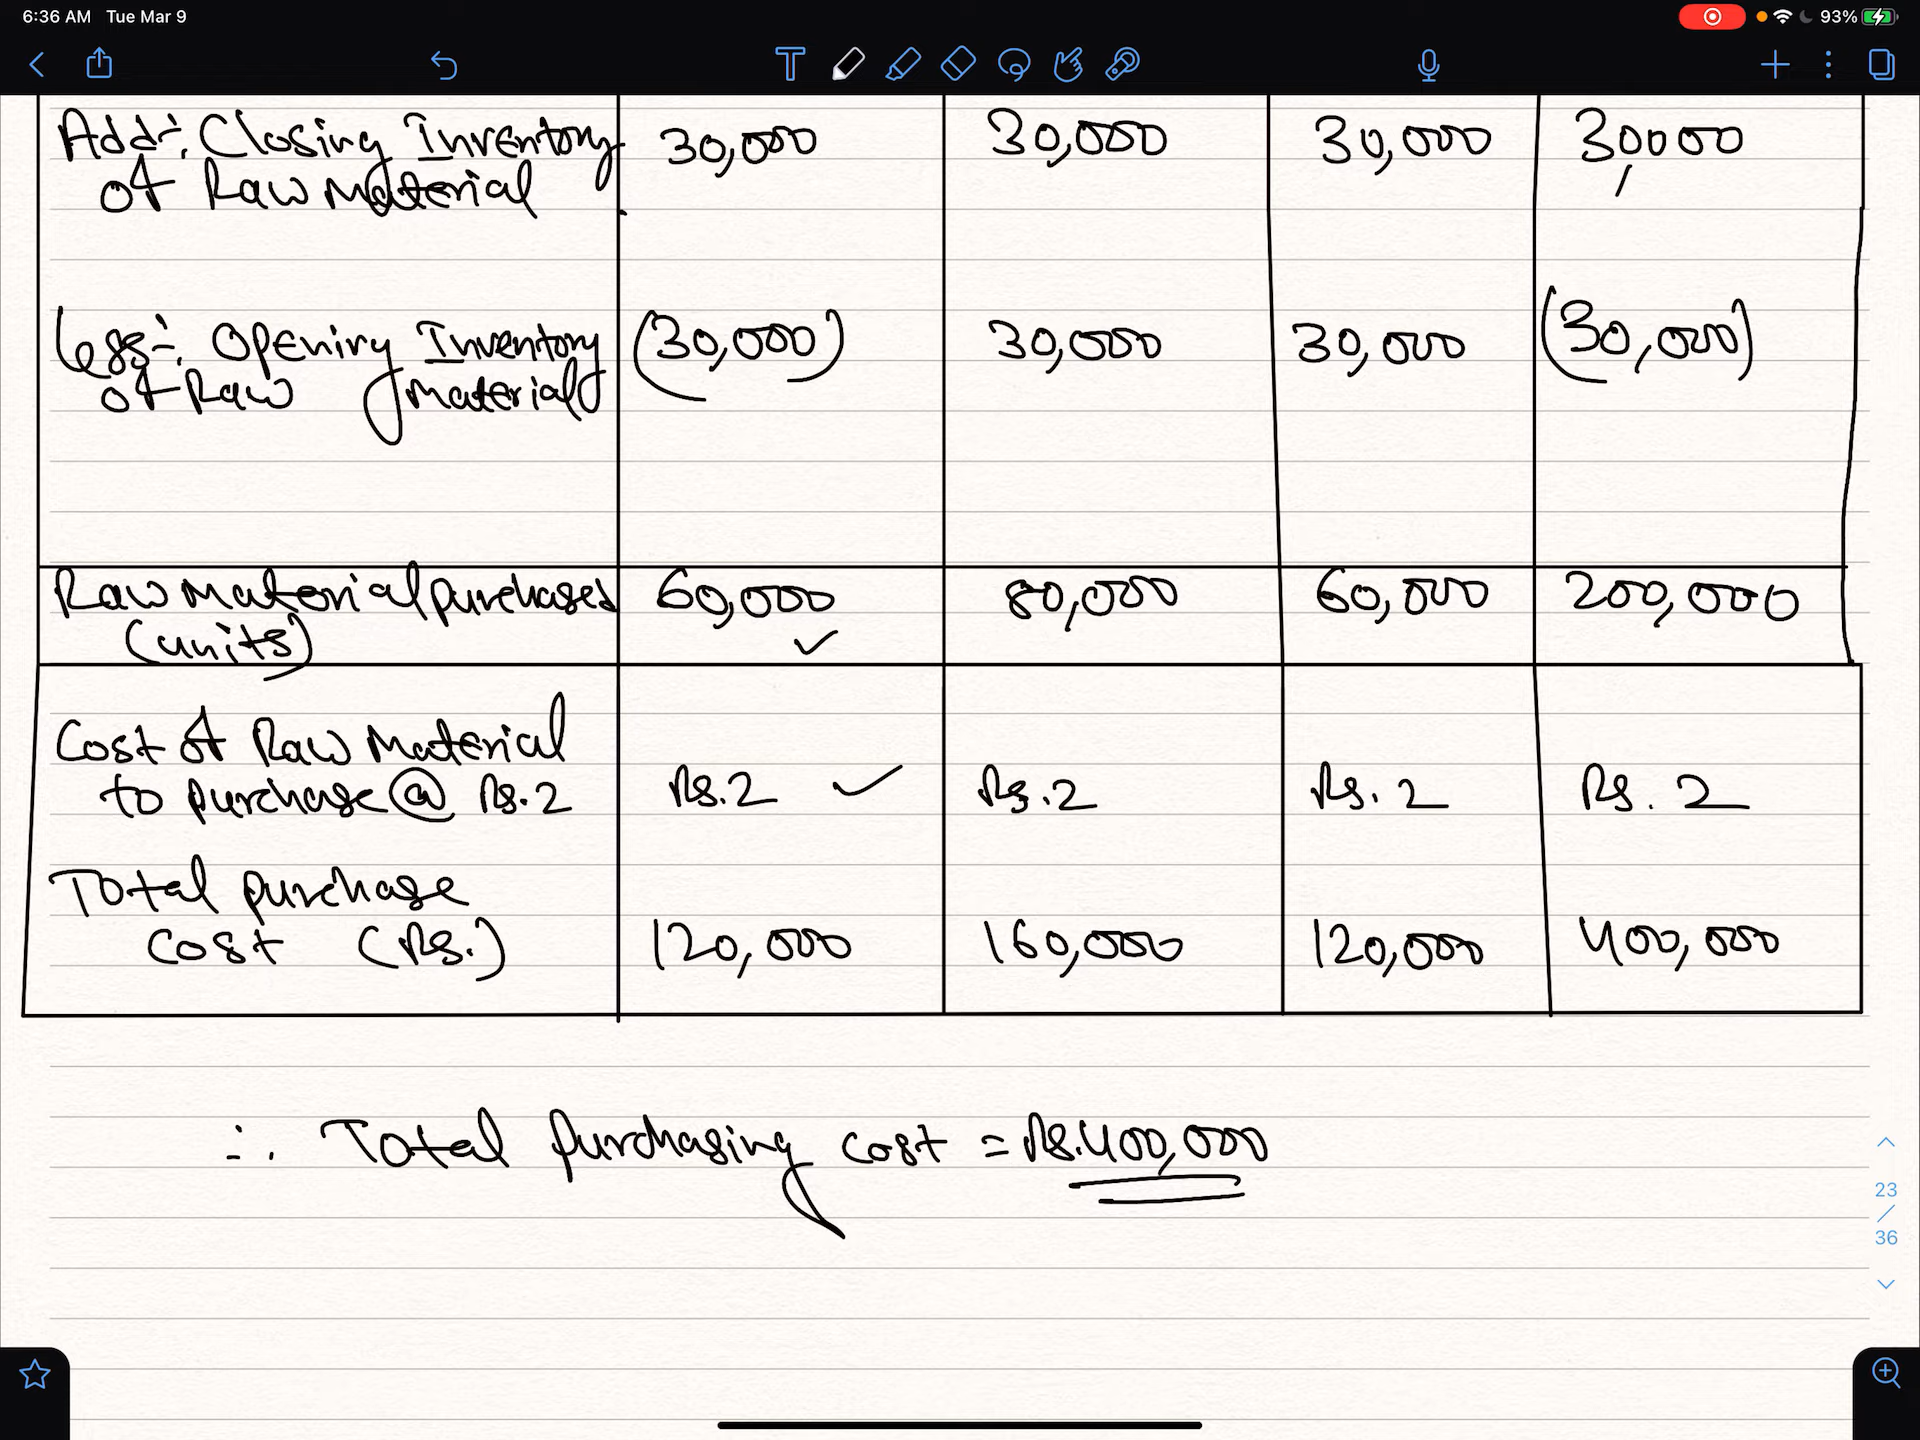 6:36 AM Tue Mar 9 93%
Add:- Closing Inventory of Raw Material 30,000 30,000 30,000 30,000
Less:- Opening Inventory of Raw Material (30,000) 30,000 30,000 (30,000)
Raw Material purchased (units) 60,000 80,000 60,000 200,000
Cost of Raw Material to purchase @ Rs.2 Rs.2 Rs.2 Rs.2 Rs.2
Total purchase cost (Rs.) 120,000 160,000 120,000 400,000
∴ Total purchasing cost = Rs.400,000
23
/
36